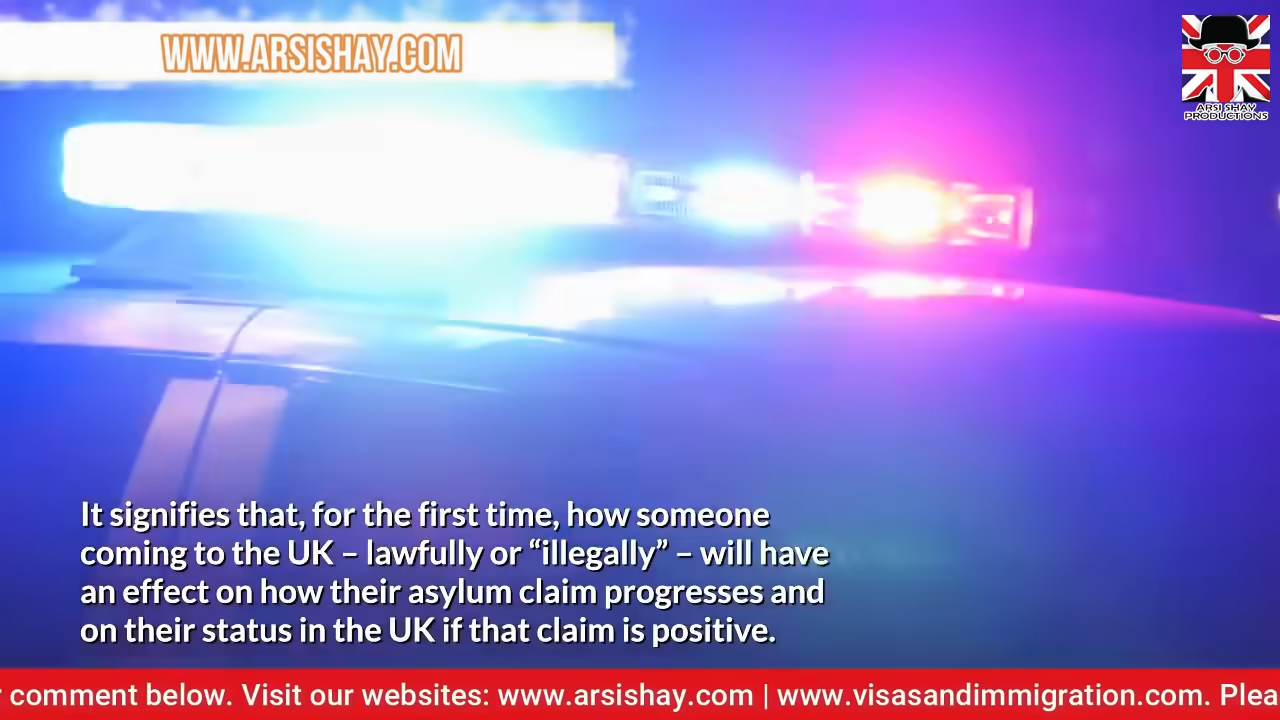 WWW.ARSISHAY.COM
ARSI SHAY
PRODUCTIONS
It signifies that, for the first time, how someone
coming to the UK – lawfully or “illegally” – will have
an effect on how their asylum claim progresses and
on their status in the UK if that claim is positive.
comment below. Visit our websites: www.arsishay.com | www.visasandimmigration.com. Plea